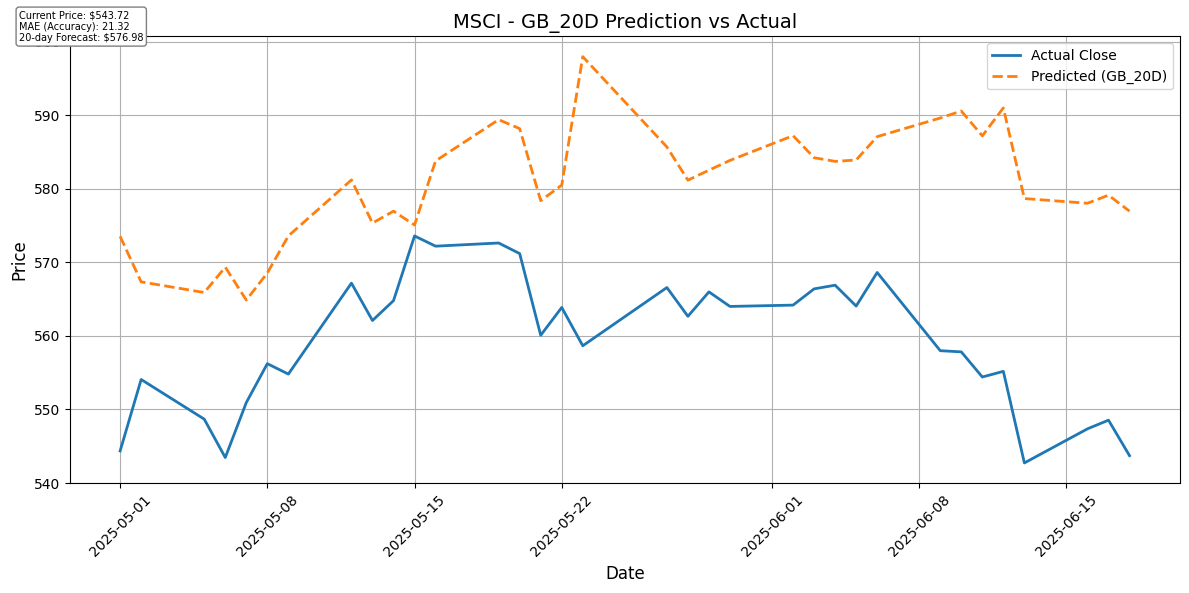 MSCI - GB_20D Prediction vs Actual
Current Price: $543.72
MAE (Accuracy): 21.32
20-day Forecast: $576.98
Actual Close
Predicted (GB_20D)
590
580
570
560
550
540
Price
2025-05-01
2025-05-08
2025-05-15
2025-05-22
2025-06-01
2025-06-08
2025-06-15
Date